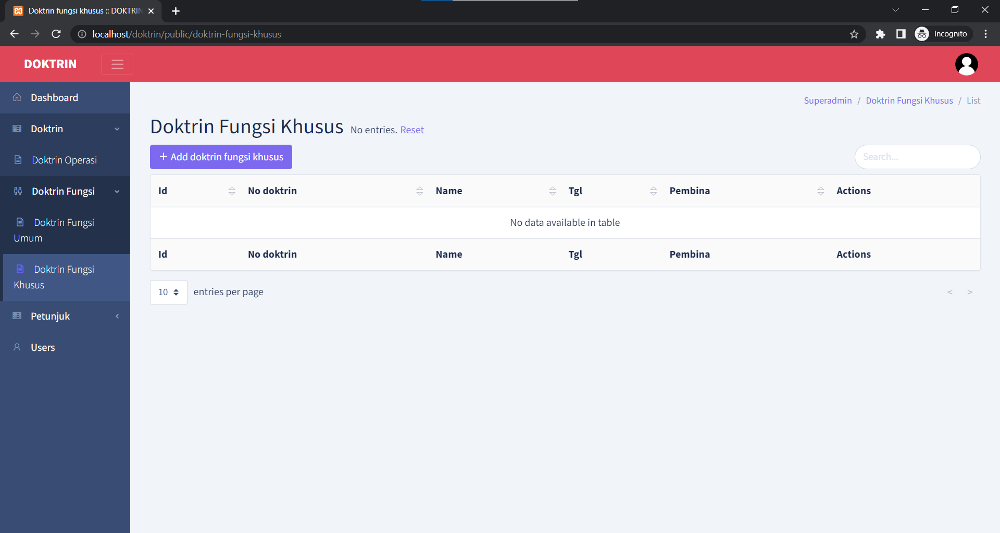 Doktrin fungsi khusus :: DOKTRIN
localhost/doktrin/public/doktrin-fungsi-khusus
Incognito
DOKTRIN
Dashboard
Doktrin
Doktrin Operasi
Doktrin Fungsi
Doktrin Fungsi
Umum
Doktrin Fungsi
Khusus
Petunjuk
Users
Superadmin / Doktrin Fungsi Khusus / List
Doktrin Fungsi Khusus No entries. Reset
+ Add doktrin fungsi khusus
Search...
Id No doktrin Name Tgl Pembina Actions
No data available in table
Id No doktrin Name Tgl Pembina Actions
10 entries per page
< >